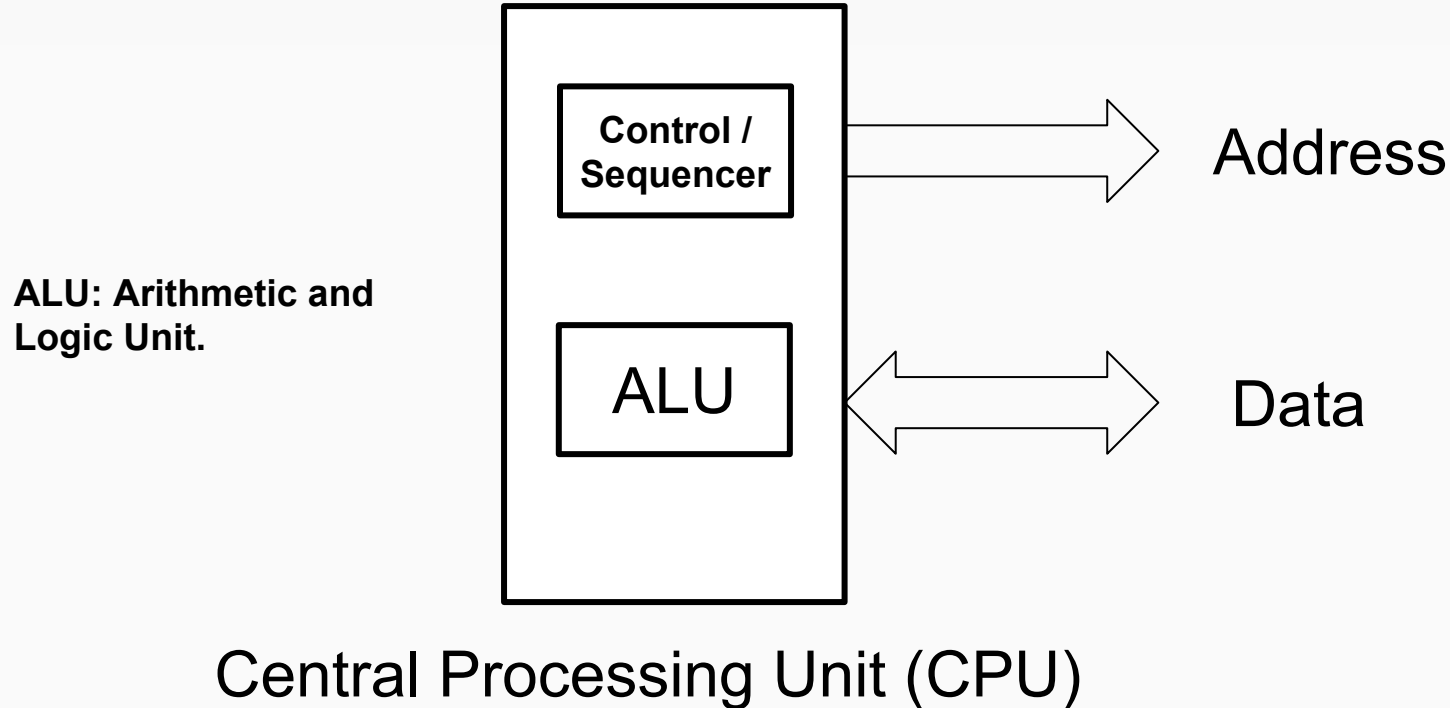 Control /
Sequencer
Address
ALU: Arithmetic and
Logic Unit.
ALU
Data
Central Processing Unit (CPU)